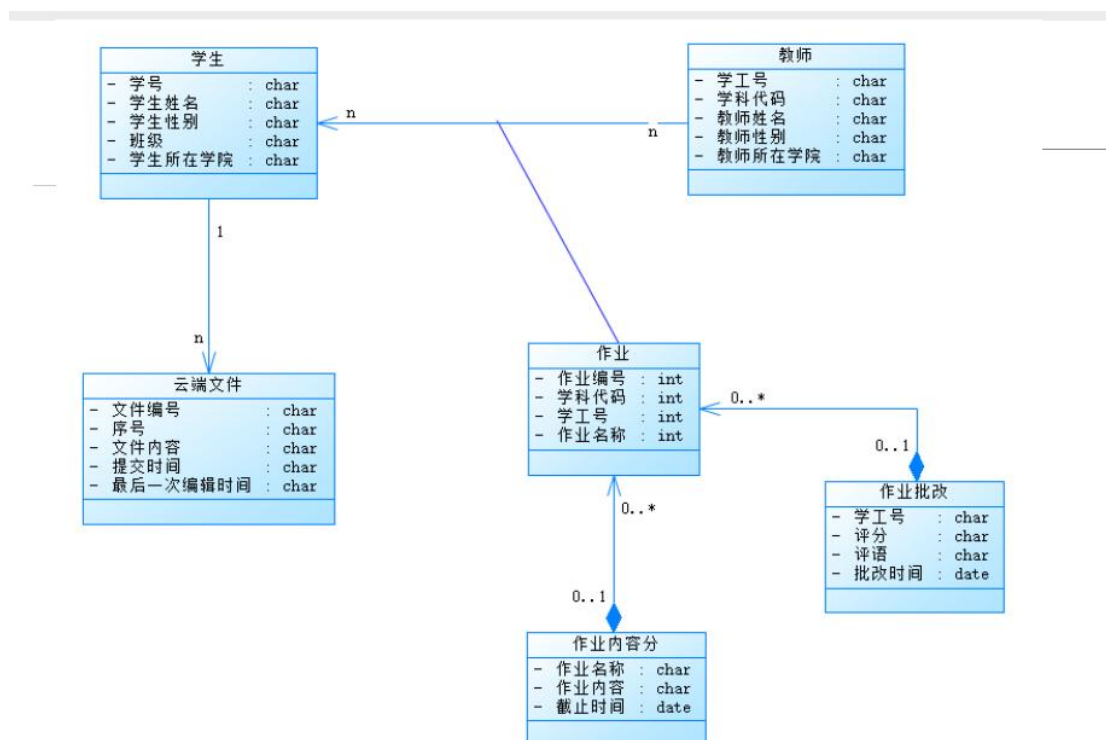 学生
- 学号 : char
- 学生姓名 : char
- 学生性别 : char
- 班级 : char
- 学生所在学院 : char
教师
- 学工号 : char
- 学科代码 : char
- 教师姓名 : char
- 教师性别 : char
- 教师所在学院 : char
n
n
1
n
云端文件
- 文件编号 : char
- 序号 : char
- 文件内容 : char
- 提交时间 : char
- 最后一次编辑时间 : char
作业
- 作业编号 : int
- 学科代码 : int
- 学工号 : int
- 作业名称 : int
0..*
0..1
作业批改
- 学工号 : char
- 评分 : char
- 评语 : char
- 批改时间 : date
0..*
0..1
作业内容分
- 作业名称 : char
- 作业内容 : char
- 截止时间 : date